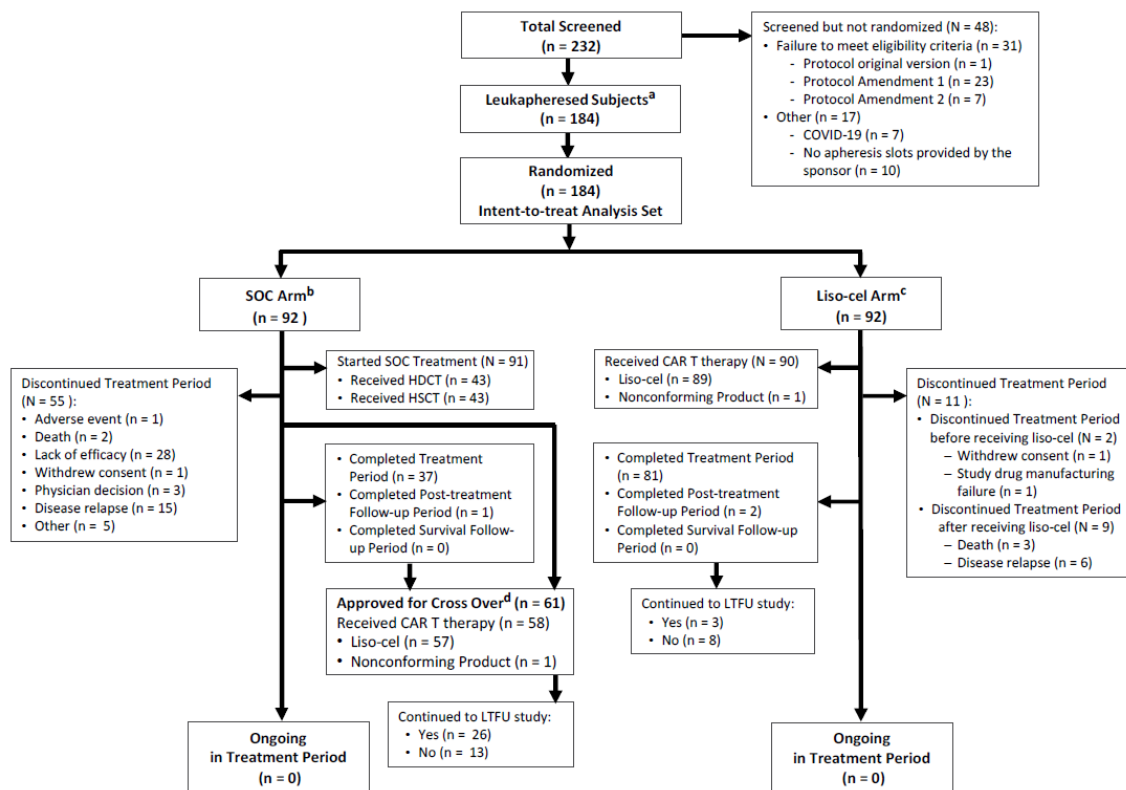 Total Screened
(n = 232)
Screened but not randomized (N = 48):
• Failure to meet eligibility criteria (n = 31)
- Protocol original version (n = 1)
- Protocol Amendment 1 (n = 23)
- Protocol Amendment 2 (n = 7)
• Other (n = 17)
- COVID-19 (n = 7)
- No apheresis slots provided by the
sponsor (n = 10)
Leukapheresed Subjectsa
(n = 184)
Randomized
(n = 184)
Intent-to-treat Analysis Set
SOC Armb
(n = 92 )
Liso-cel Armc
(n = 92)
Started SOC Treatment (N = 91)
• Received HDCT (n = 43)
• Received HSCT (n = 43)
Received CAR T therapy (N = 90)
• Liso-cel (n = 89)
• Nonconforming Product (n = 1)
Discontinued Treatment Period
(N = 55 ):
• Adverse event (n = 1)
• Death (n = 2)
• Lack of efficacy (n = 28)
• Withdrew consent (n = 1)
• Physician decision (n = 3)
• Disease relapse (n = 15)
• Other (n = 5)
Discontinued Treatment Period
(N = 11 ):
• Discontinued Treatment Period
before receiving liso-cel (N = 2)
– Withdrew consent (n = 1)
– Study drug manufacturing
failure (n = 1)
• Discontinued Treatment Period
after receiving liso-cel (N = 9)
– Death (n = 3)
– Disease relapse (n = 6)
• Completed Treatment
Period (n = 37)
• Completed Post-treatment
Follow-up Period (n = 1)
• Completed Survival Follow-
up Period (n = 0)
• Completed Treatment Period
(n = 81)
• Completed Post-treatment
Follow-up Period (n = 2)
• Completed Survival Follow-up
Period (n = 0)
Approved for Cross Overd (n = 61)
Received CAR T therapy (n = 58)
• Liso-cel (n = 57)
• Nonconforming Product (n = 1)
Continued to LTFU study:
• Yes (n = 3)
• No (n = 8)
Continued to LTFU study:
• Yes (n = 26)
• No (n = 13)
Ongoing
in Treatment Period
(n = 0)
Ongoing
in Treatment Period
(n = 0)